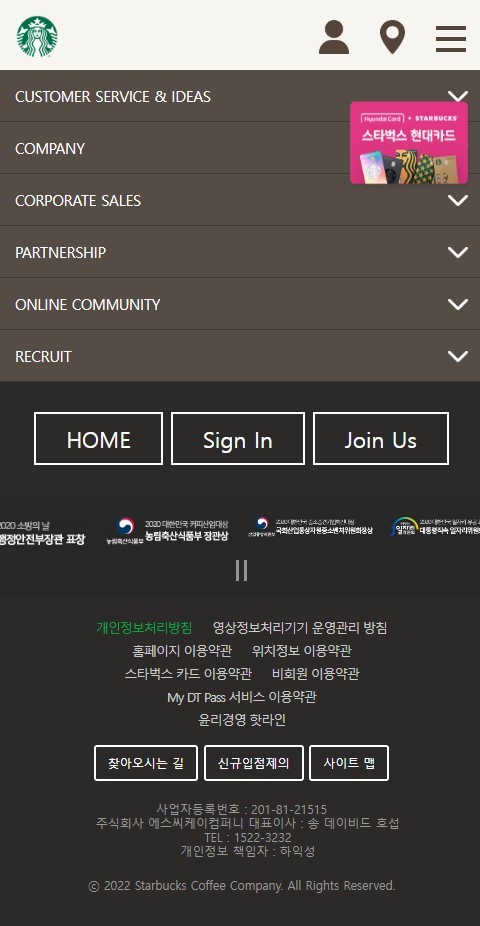 CUSTOMER SERVICE & IDEAS
Hyundai Card + STARBUCKS
스타벅스 현대카드
COMPANY
CORPORATE SALES
PARTNERSHIP
ONLINE COMMUNITY
RECRUIT
HOME Sign In Join Us
2020 소방의 날
행정안전부장관 표창
농림축산식품부
2020 대한민국 커피산업대상
농림축산식품부 장관상
개인정보처리방침 영상정보처리기기 운영관리 방침
홈페이지 이용약관 위치정보 이용약관
스타벅스 카드 이용약관 비회원 이용약관
My DT Pass 서비스 이용약관
윤리경영 핫라인
찾아오시는 길 신규입점제의 사이트 맵
사업자등록번호 : 201-81-21515
주식회사 에스씨케이컴퍼니 대표이사 : 송 데이비드 호섭
TEL : 1522-3232
개인정보 책임자 : 하익성
ⓒ 2022 Starbucks Coffee Company. All Rights Reserved.